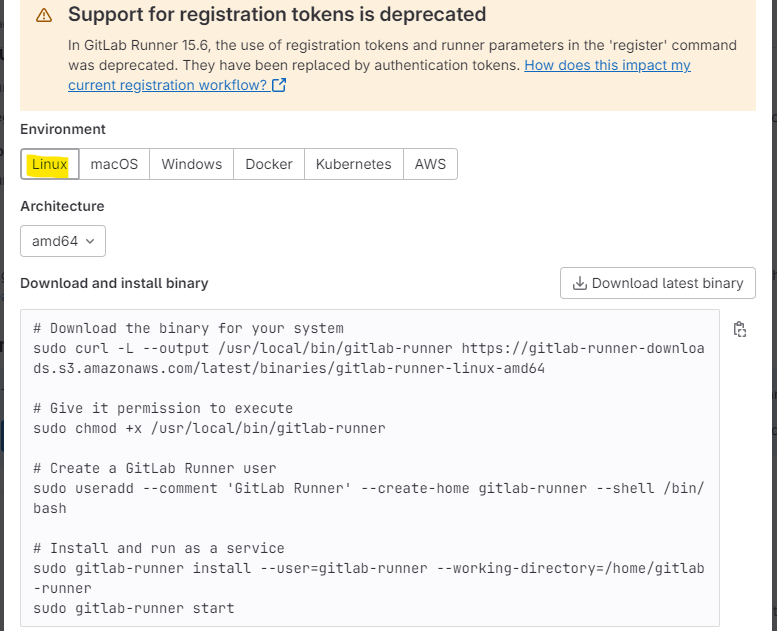 Support for registration tokens is deprecated
In GitLab Runner 15.6, the use of registration tokens and runner parameters in the 'register' command
was deprecated. They have been replaced by authentication tokens. How does this impact my
current registration workflow?
Environment
Linux macOS Windows Docker Kubernetes AWS
Architecture
amd64
Download and install binary Download latest binary
# Download the binary for your system
sudo curl -L --output /usr/local/bin/gitlab-runner https://gitlab-runner-downloa
ds.s3.amazonaws.com/latest/binaries/gitlab-runner-linux-amd64
# Give it permission to execute
sudo chmod +x /usr/local/bin/gitlab-runner
# Create a GitLab Runner user
sudo useradd --comment 'GitLab Runner' --create-home gitlab-runner --shell /bin/
bash
# Install and run as a service
sudo gitlab-runner install --user=gitlab-runner --working-directory=/home/gitlab
-runner
sudo gitlab-runner start